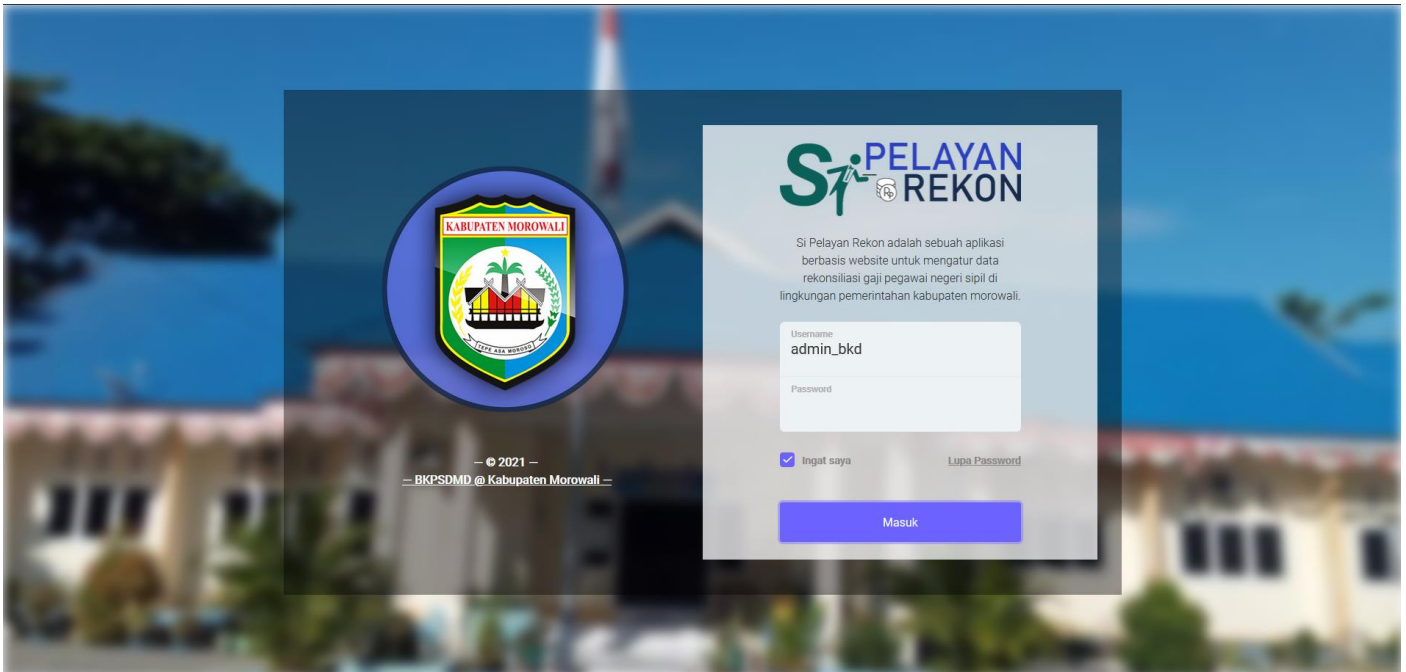 KABUPATEN MOROWALI
TEPE ASA MOROSO
— © 2021 —
— BKPSDMD @ Kabupaten Morowali —
Si PELAYAN
Rp REKON
Si Pelayan Rekon adalah sebuah aplikasi
berbasis website untuk mengatur data
rekonsiliasi gaji pegawai negeri sipil di
lingkungan pemerintahan kabupaten morowali.
Username
admin_bkd
Password
Ingat saya Lupa Password
Masuk